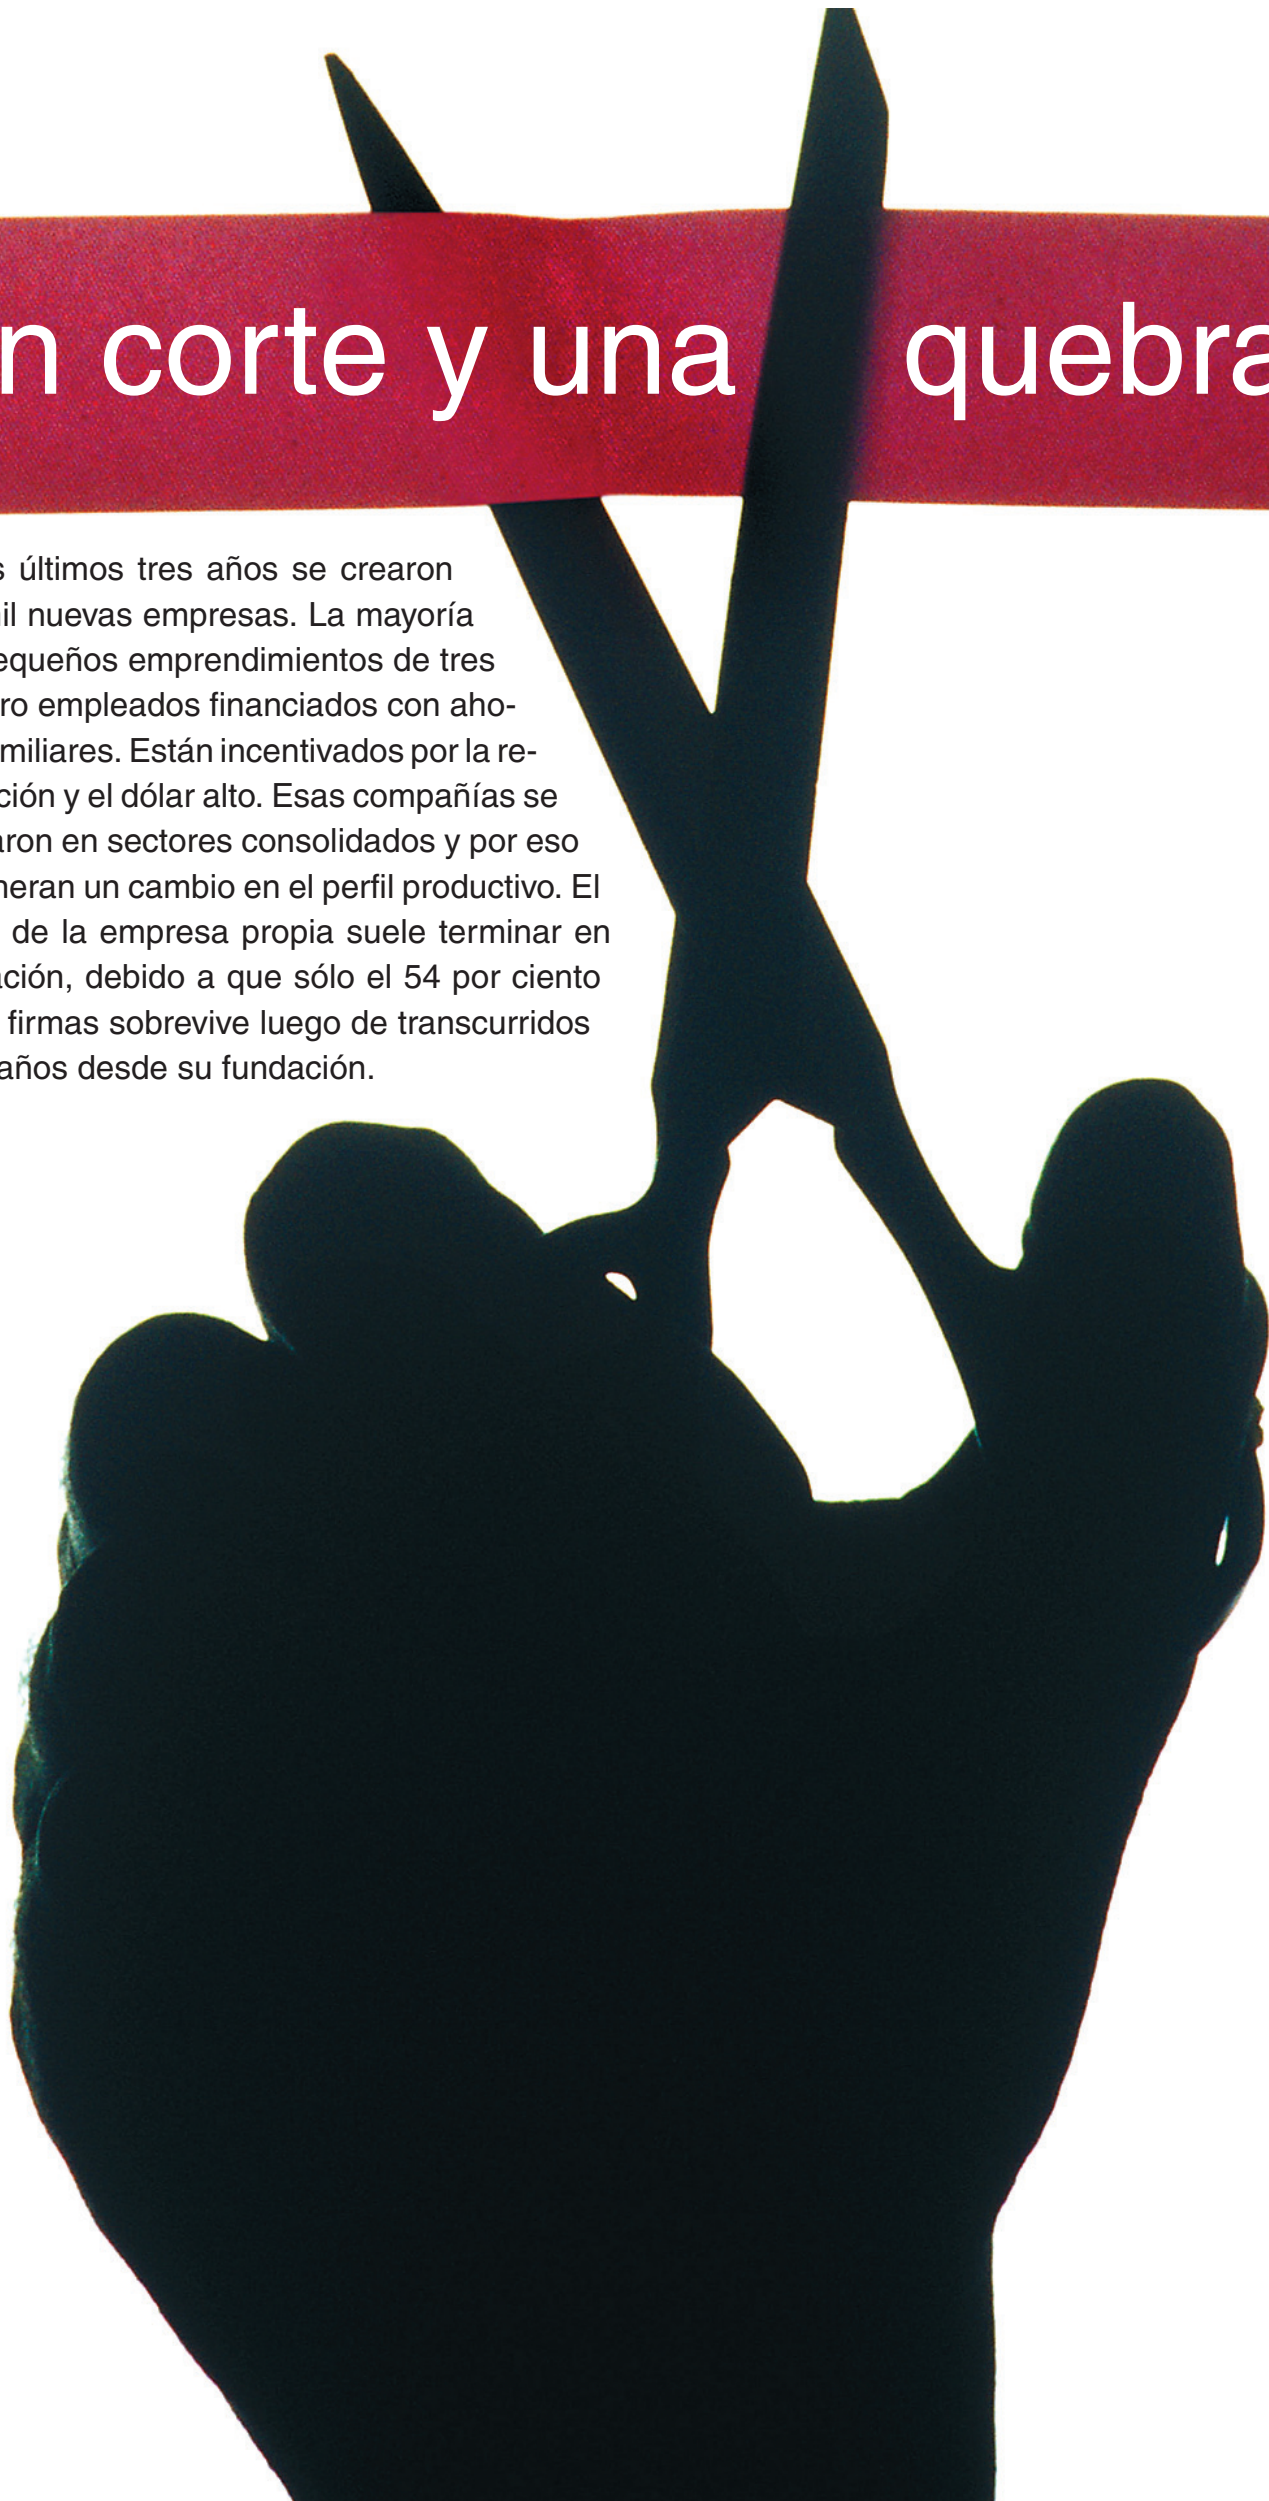 n corte y una quebra
s últimos tres años se crearon
il nuevas empresas. La mayoría
equeños emprendimientos de tres
ro empleados financiados con aho-
miliares. Están incentivados por la re-
ción y el dólar alto. Esas compañías se
aron en sectores consolidados y por eso
neran un cambio en el perfil productivo. El
de la empresa propia suele terminar en
ación, debido a que sólo el 54 por ciento
firmas sobrevive luego de transcurridos
años desde su fundación.